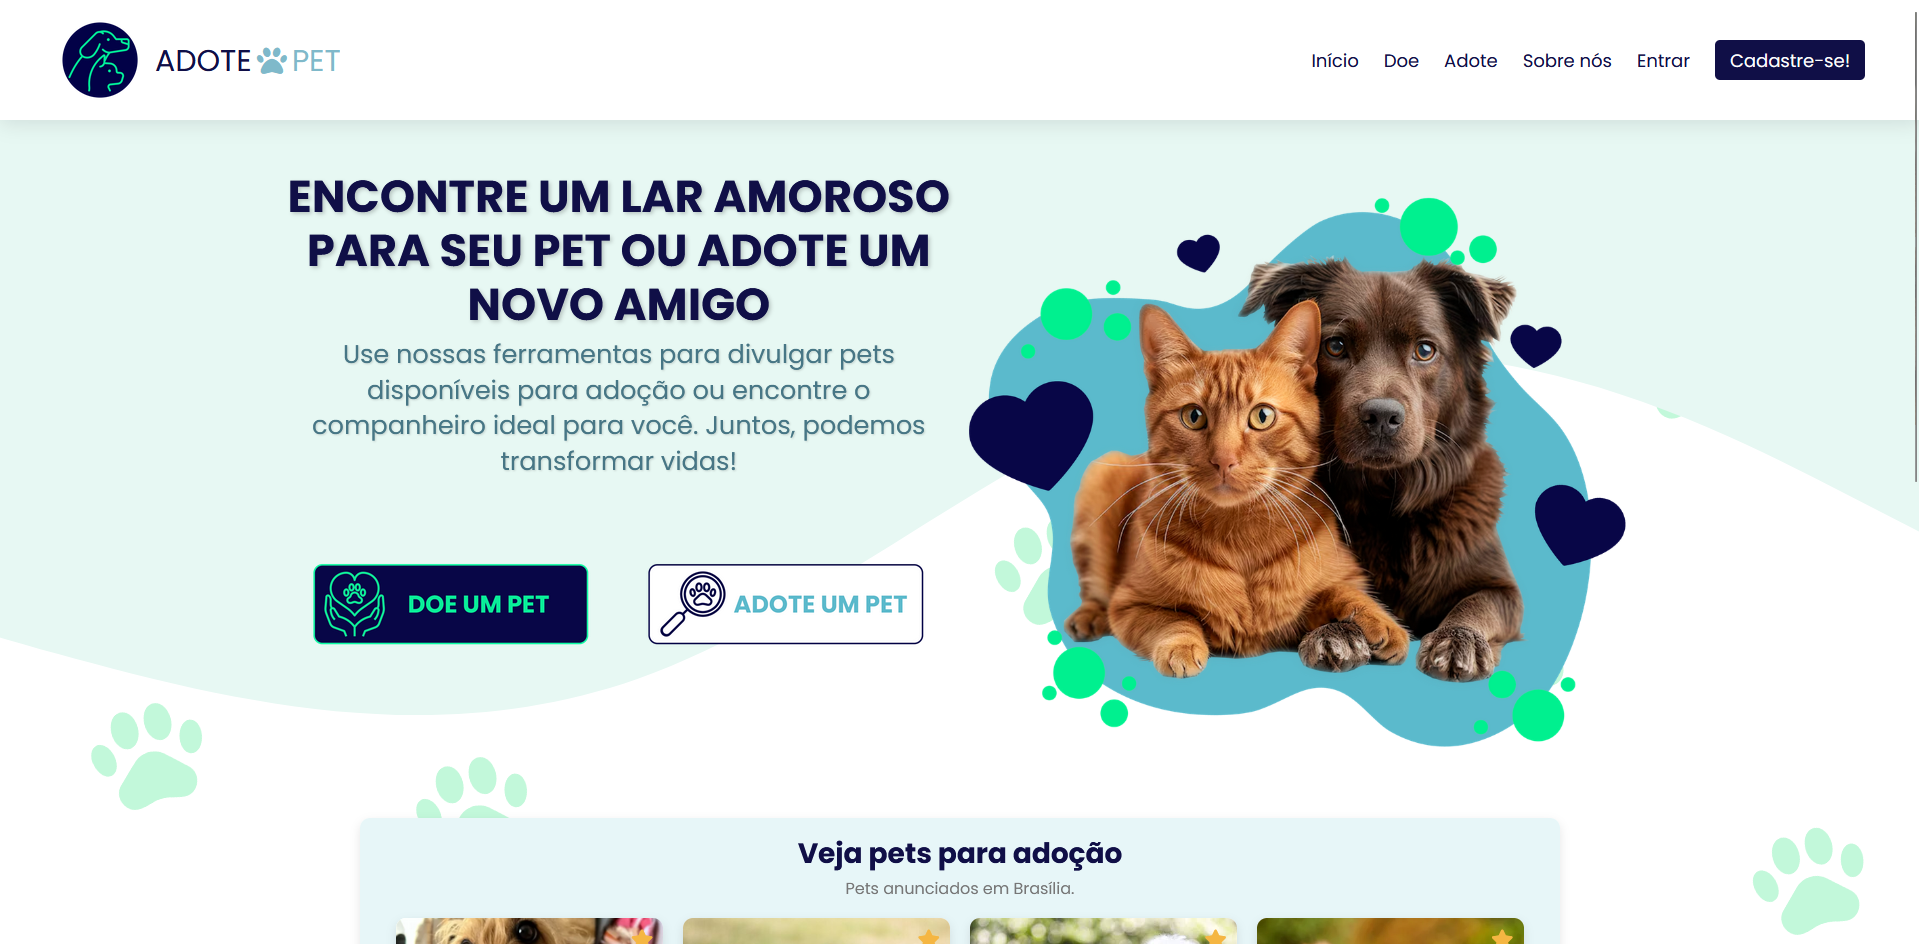 ADOTE PET
Início Doe Adote Sobre nós Entrar Cadastre-se!
ENCONTRE UM LAR AMOROSO
PARA SEU PET OU ADOTE UM
NOVO AMIGO
Use nossas ferramentas para divulgar pets
disponíveis para adoção ou encontre o
companheiro ideal para você. Juntos, podemos
transformar vidas!
DOE UM PET
ADOTE UM PET
Veja pets para adoção
Pets anunciados em Brasília.